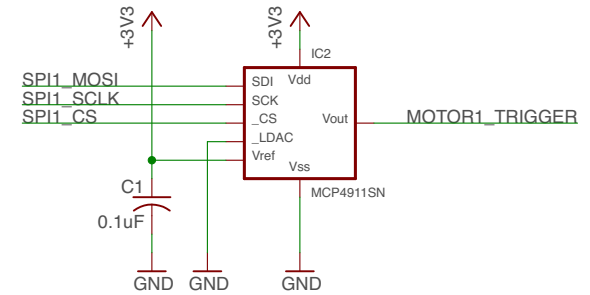 +3V3
+3V3
IC2
SPI1_MOSI
SDI
Vdd
SPI1_SCLK
SCK
SPI1_CS
_CS
Vout
MOTOR1_TRIGGER
_LDAC
Vref
Vss
C1
MCP4911SN
0.1uF
GND
GND
GND